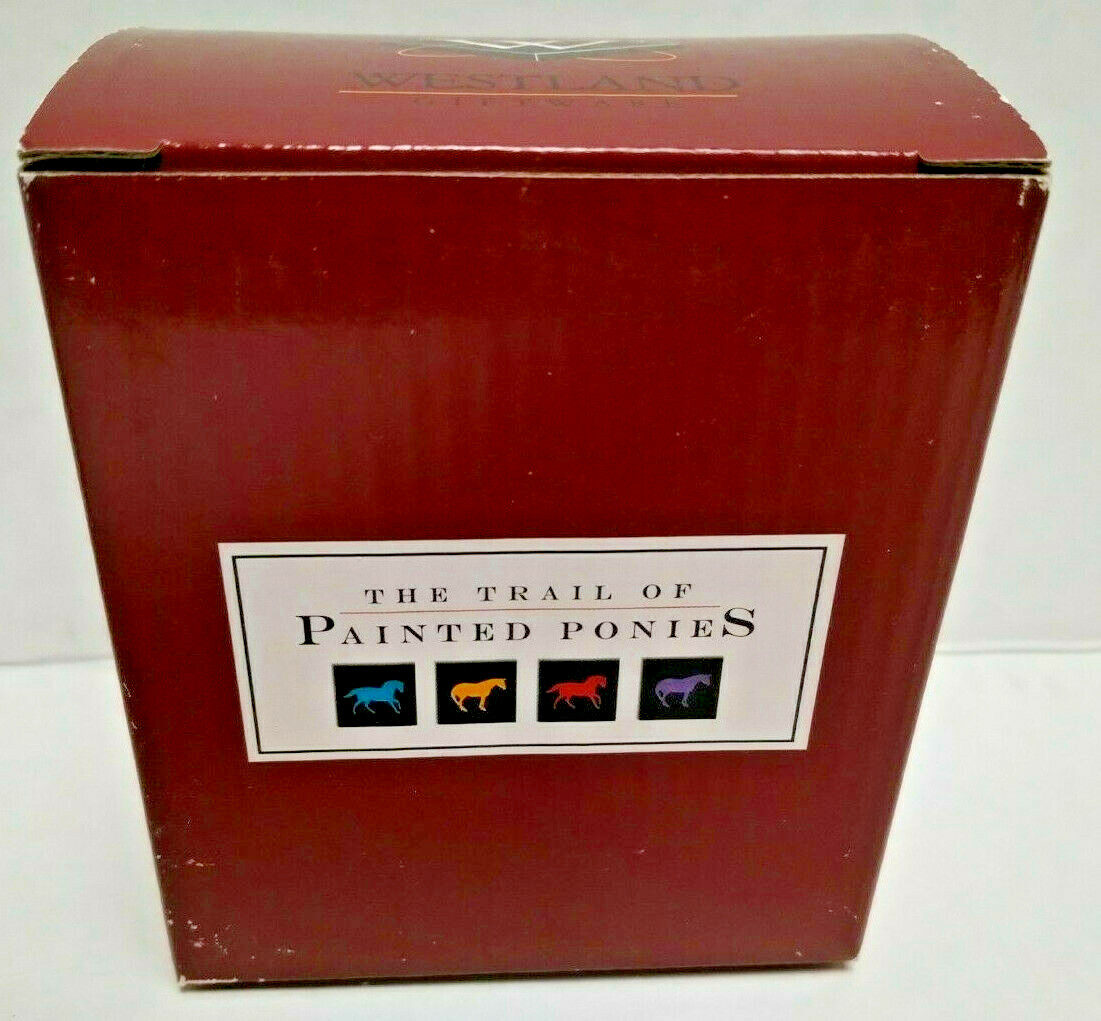 WESTLAND
GIFTWARE
THE TRAIL OF
PAINTED PONIES